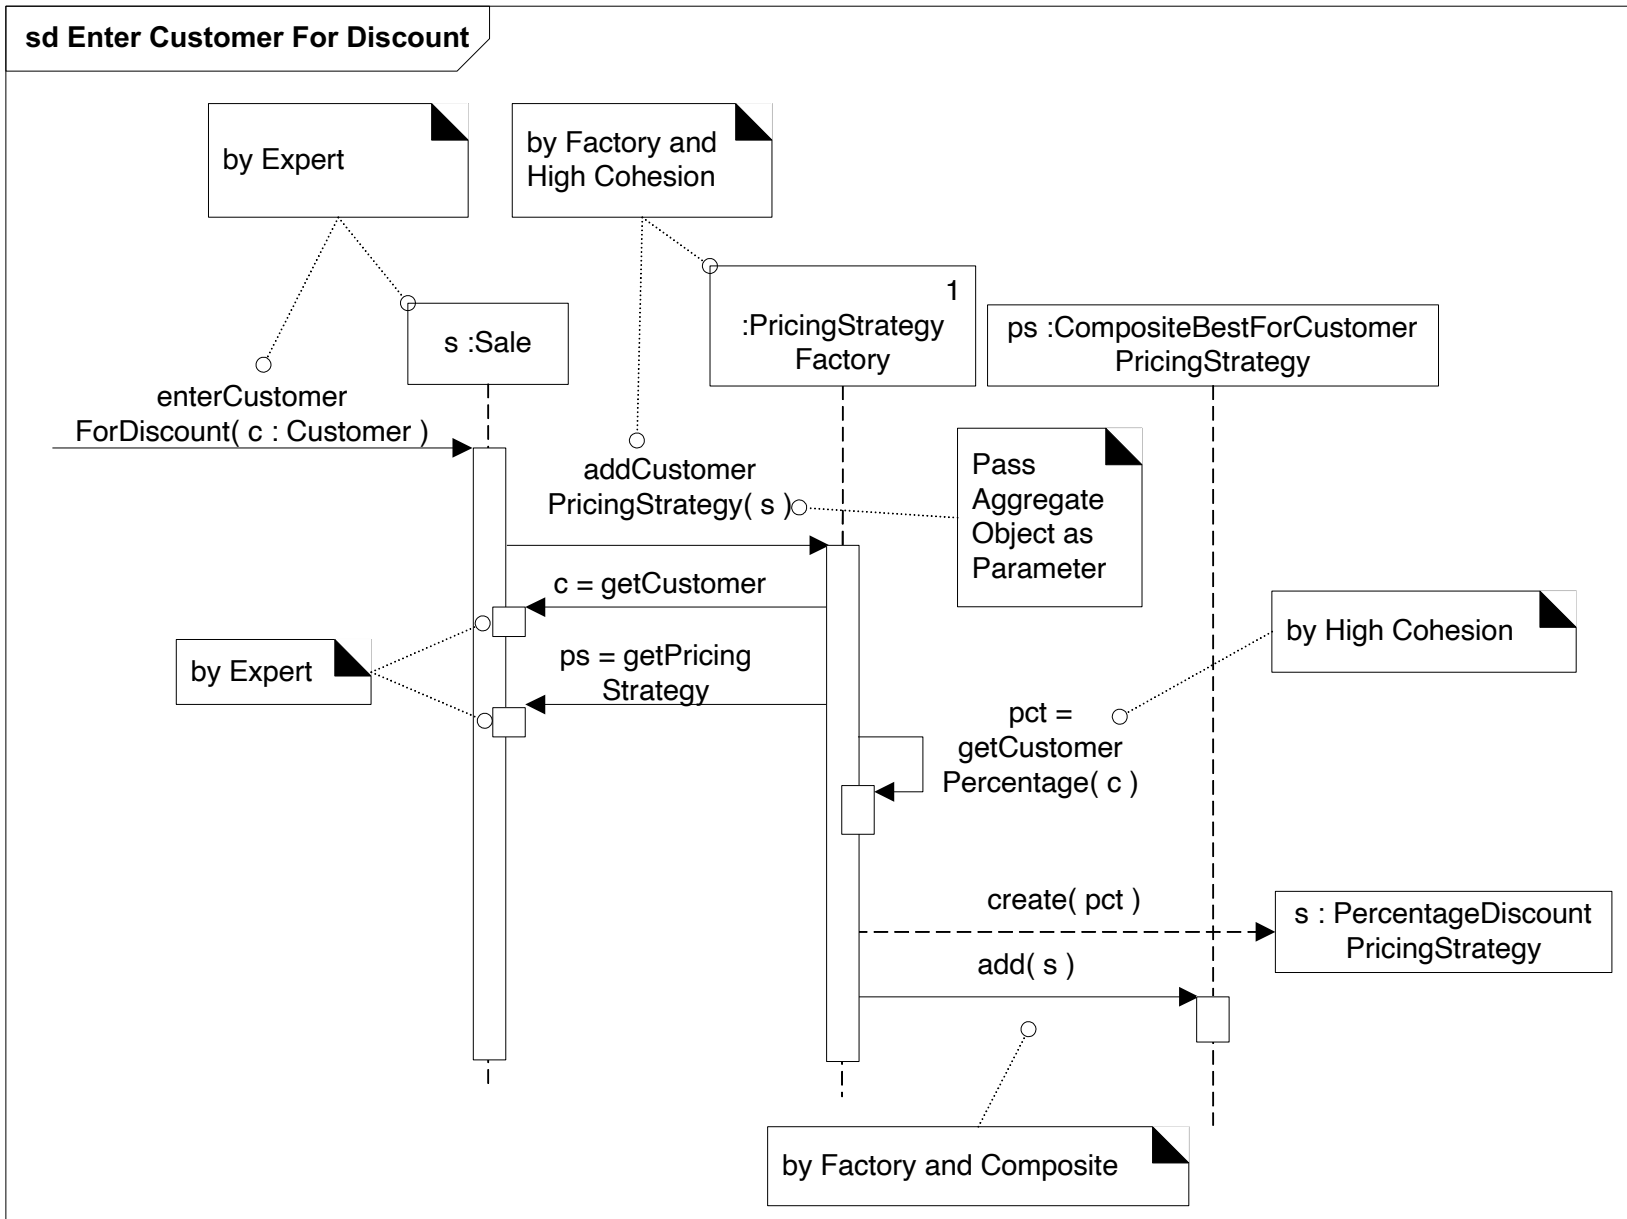 sd Enter Customer For Discount
by Expert
by Factory and
High Cohesion
1
:PricingStrategy
Factory
s :Sale
ps :CompositeBestForCustomer
PricingStrategy
enterCustomer
ForDiscount( c : Customer )
addCustomer
PricingStrategy( s )
Pass
Aggregate
Object as
Parameter
c = getCustomer
by High Cohesion
by Expert
ps = getPricing
Strategy
pct =
getCustomer
Percentage( c )
create( pct )
s : PercentageDiscount
PricingStrategy
add( s )
by Factory and Composite